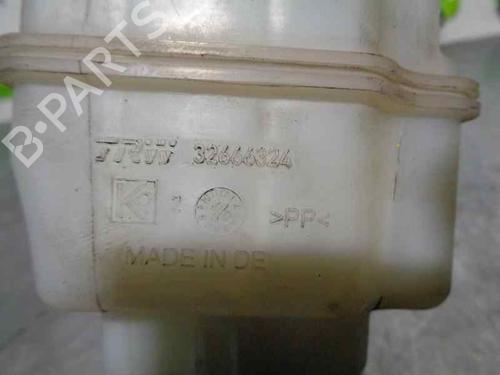 B-PARTS
TRW 32666324
K
>PP<
MADE IN DE